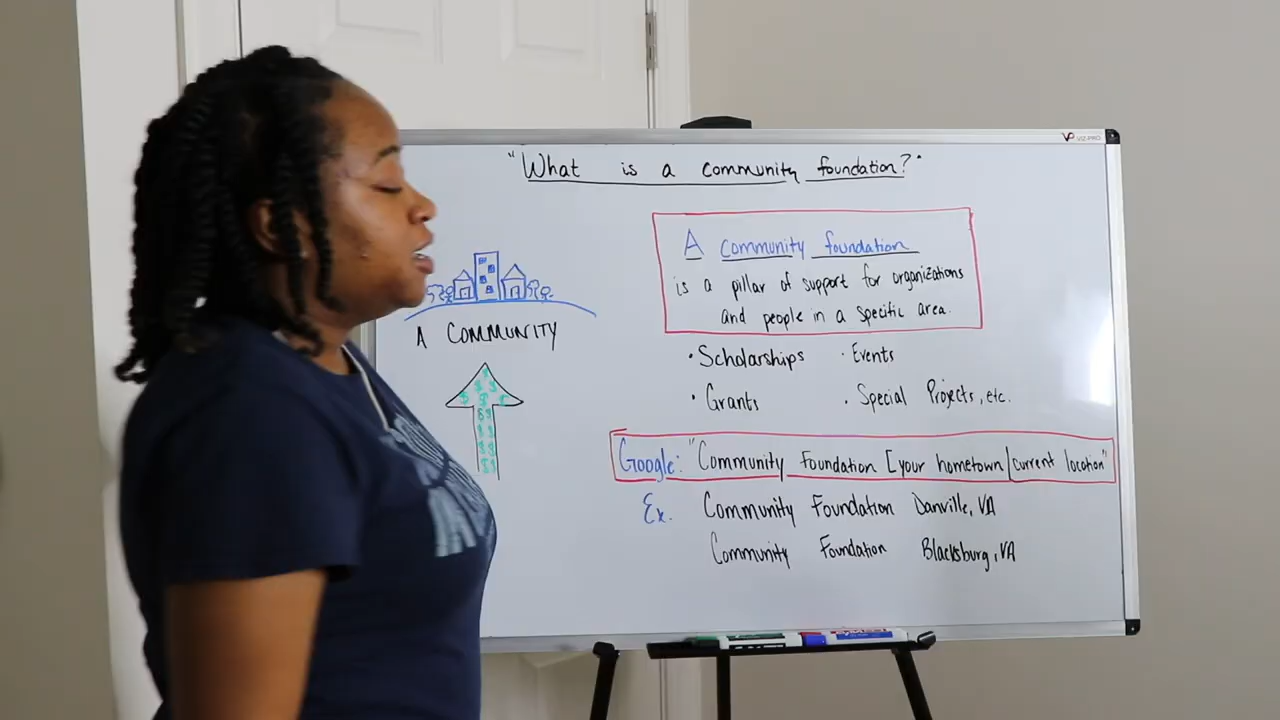 VIZ-PRO
"What is a community foundation?"
A community foundation
is a pillar of support for organizations
and people in a specific area.
A COMMUNITY
• Scholarships · Events
• Grants · Special Projects, etc.
$ $ $ $ $ $
$ $
$ $
$ $
$ $
Google: "Community Foundation [your hometown/current location"
Ex. Community Foundation Danville, VA
Community Foundation Blacksburg, VA